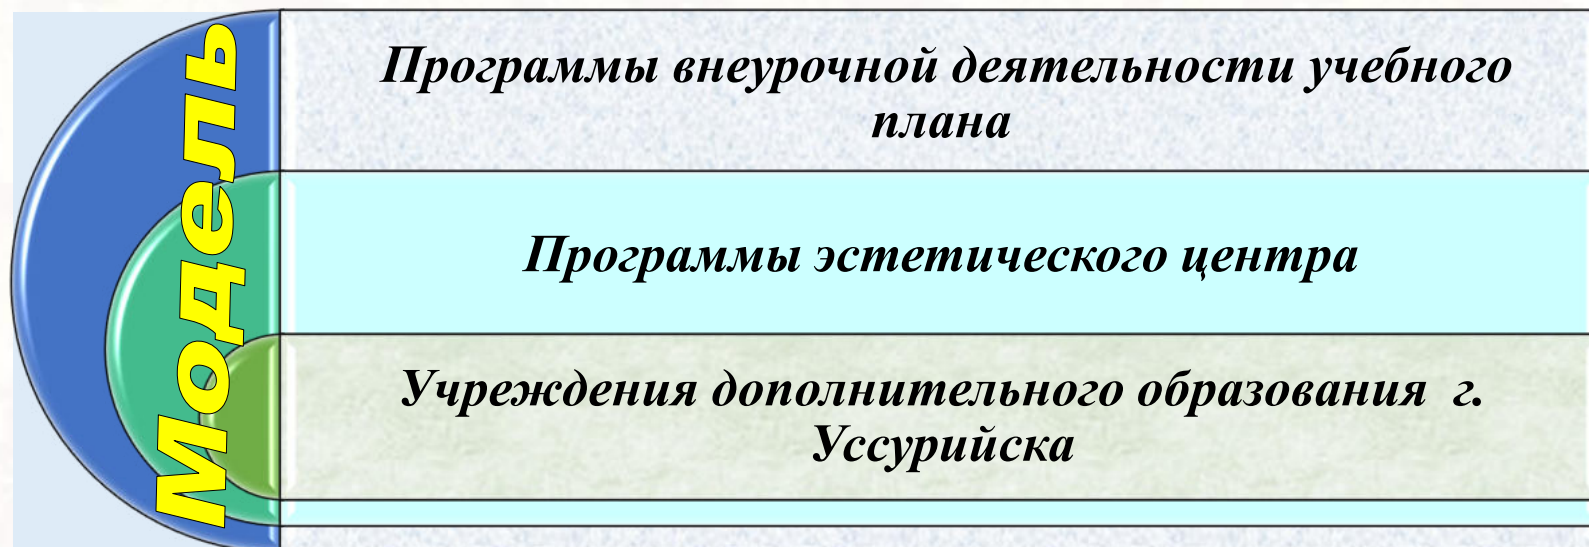 Модель
Программы внеурочной деятельности учебного
плана
Программы эстетического центра
Учреждения дополнительного образования г.
Уссурийска